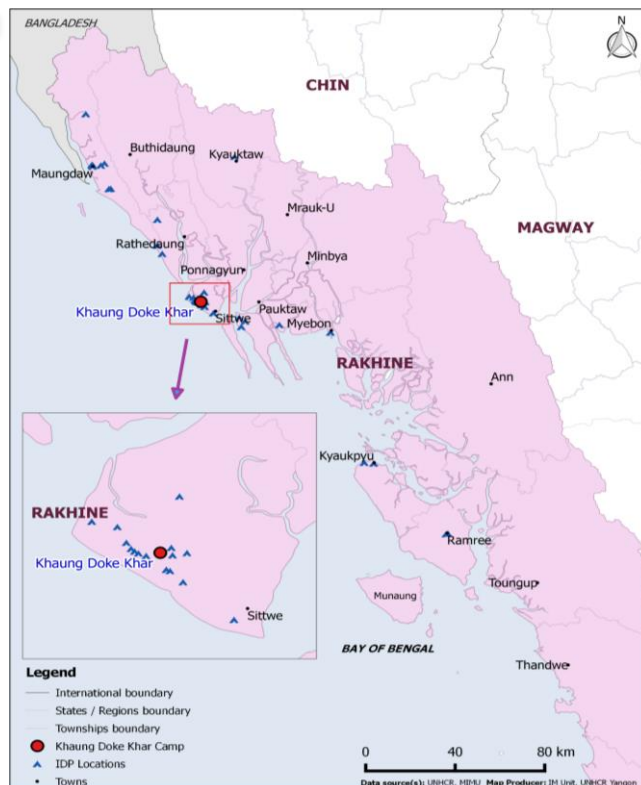 BANGLADESH
N
CHIN
Buthidaung
Kyauktaw
Maungdaw
Mrauk-U
MAGWAY
Rathedaung
Minbya
Ponnagyun
Khaung Doke Khar
Sittwe
Pauktaw
Myebon
RAKHINE
Ann
Kyaukpyu
RAKHINE
Khaung Doke Khar
Sittwe
Ramree
Munaung
Toungup
BAY OF BENGAL
Thandwe
Legend
International boundary
States / Regions boundary
Townships boundary
Khaung Doke Khar Camp
IDP Locations
Towns
0 40 80 km
Data source(s): UNHCR, MIMU Map Producer: IM Unit, UNHCR Yangon